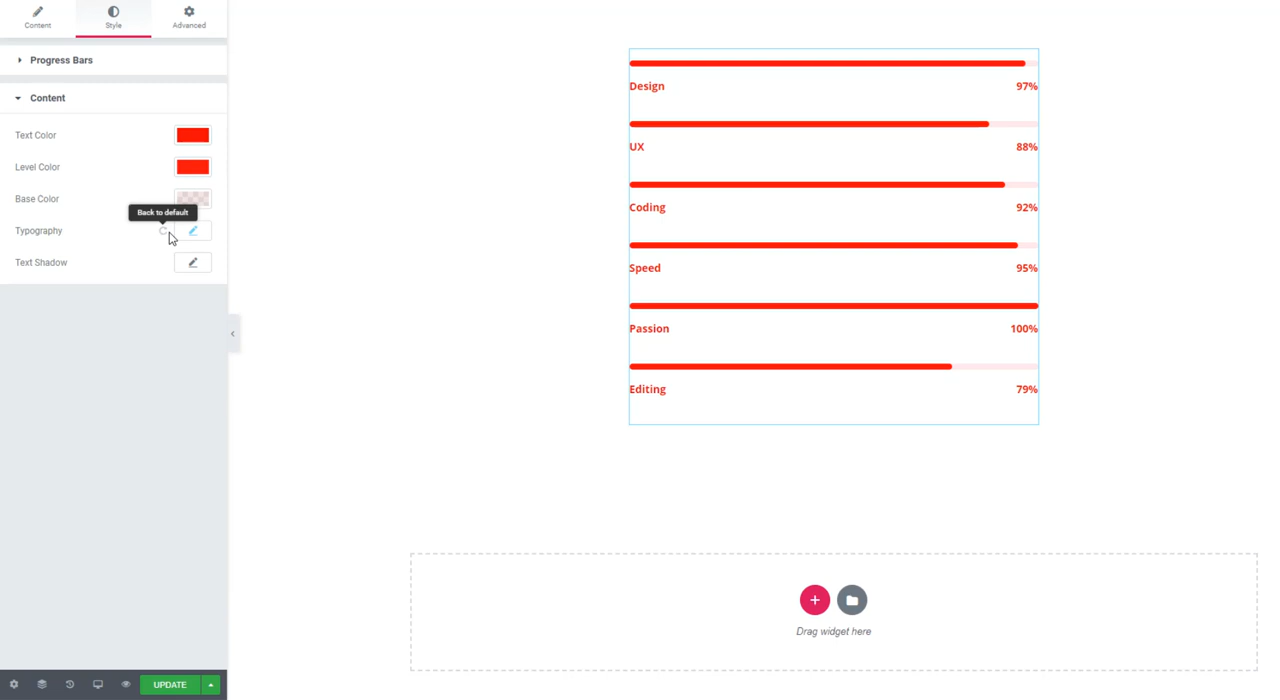 Content Style Advanced
Progress Bars
Content
Text Color
Level Color
Base Color
Back to default
Typography
Text Shadow
UPDATE
Design 97%
UX 88%
Coding 92%
Speed 95%
Passion 100%
Editing 79%
Drag widget here